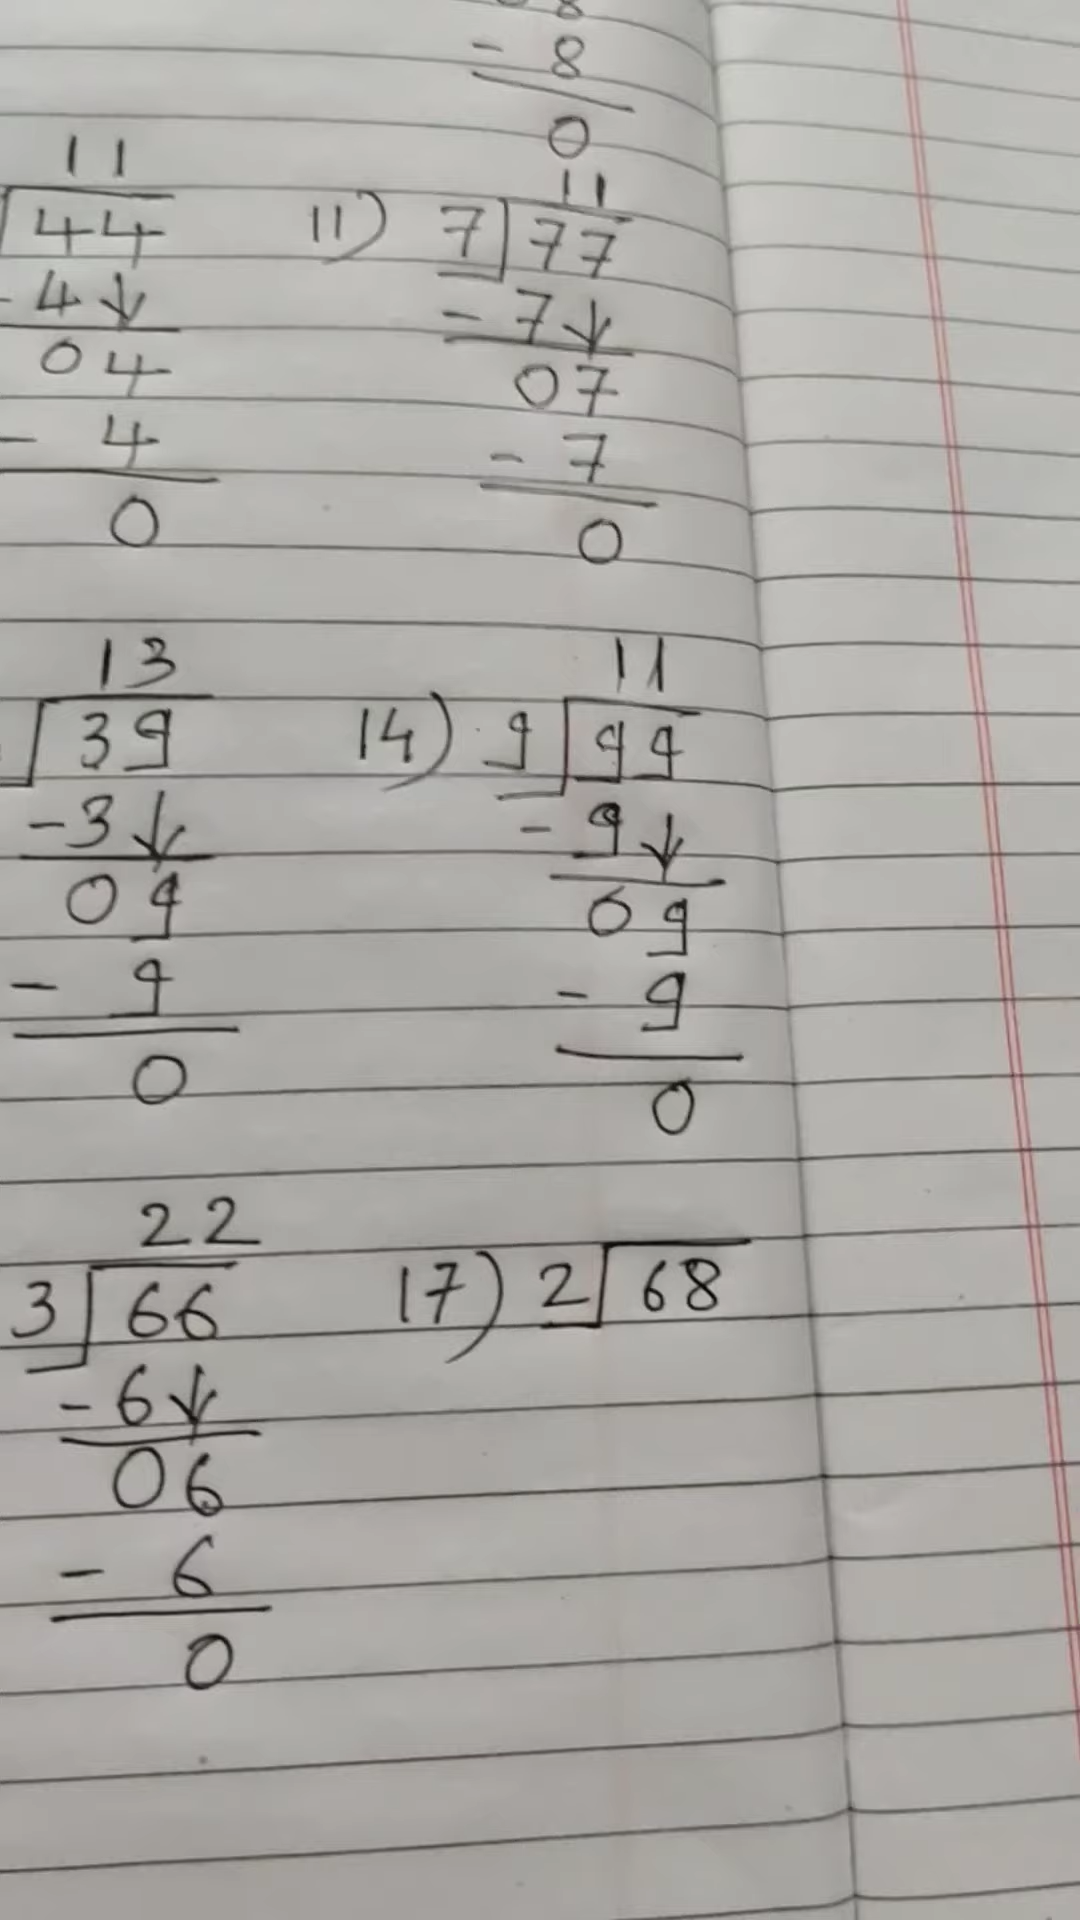 8
- 8
0
11 11
44 11) 7 77
- 4↓ - 7↓
04 07
- 4 - 7
0 0
13 11
39 14) 9 99
- 3↓ - 9↓
09 09
- 9 - 9
0 0
22
3 66 17) 2 68
- 6↓
06
- 6
0